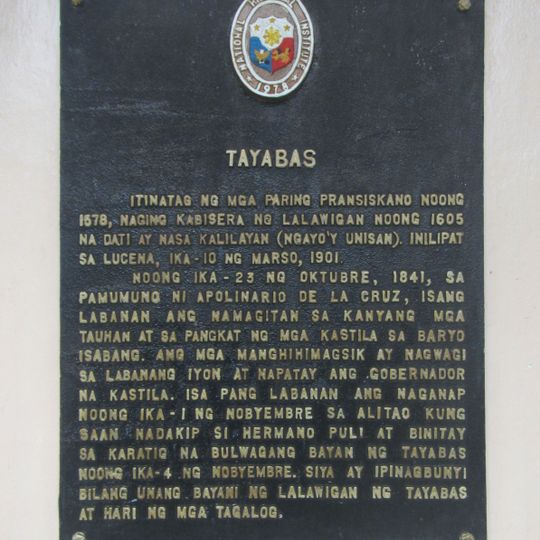 NATIONAL HISTORICAL INSTITUTE
1978
TAYABAS
ITINATAG NG MGA PARING PRANSISKANO NOONG
1578, NAGING KABISERA NG LALAWIGAN NOONG 1605
NA DATI AY NASA KALILAYAN (NGAYO'Y UNISAN). INILIPAT
SA LUCENA, IKA-10 NG MARSO, 1901.
NOONG IKA-23 NG OKTUBRE, 1841, SA
PAMUMUNG NI APOLINARIO DE LA CRUZ, ISANG
LABANAN ANG NAMAGITAN SA KANYANG MGA
TAUHAN AT SA PANGKAT NG MGA KASTILA SA BARYO
ISABANG. ANG MGA MANGHIHIMAGSIK AY NAGWAGI
SA LABANANG IYON AT NAPATAY ANG GOBERNADOR
NA KASTILA. ISA PANG LABANAN ANG NAGANAP
NOONG IKA-1 NG NOBYEMBRE SA ALITAO KUNG
SAAN NADAKIP SI HERMANO PULI AT BINITAY
SA KARATIG NA BULWAGANG BAYAN NG TAYABAS
NOONG IKA-4 NG NOBYEMBRE. SIYA AY IPINAGBUNYI
BILANG UNANG BAYANI NG LALAWIGAN NG TAYABAS
AT HARI NG MGA TAGALOG.